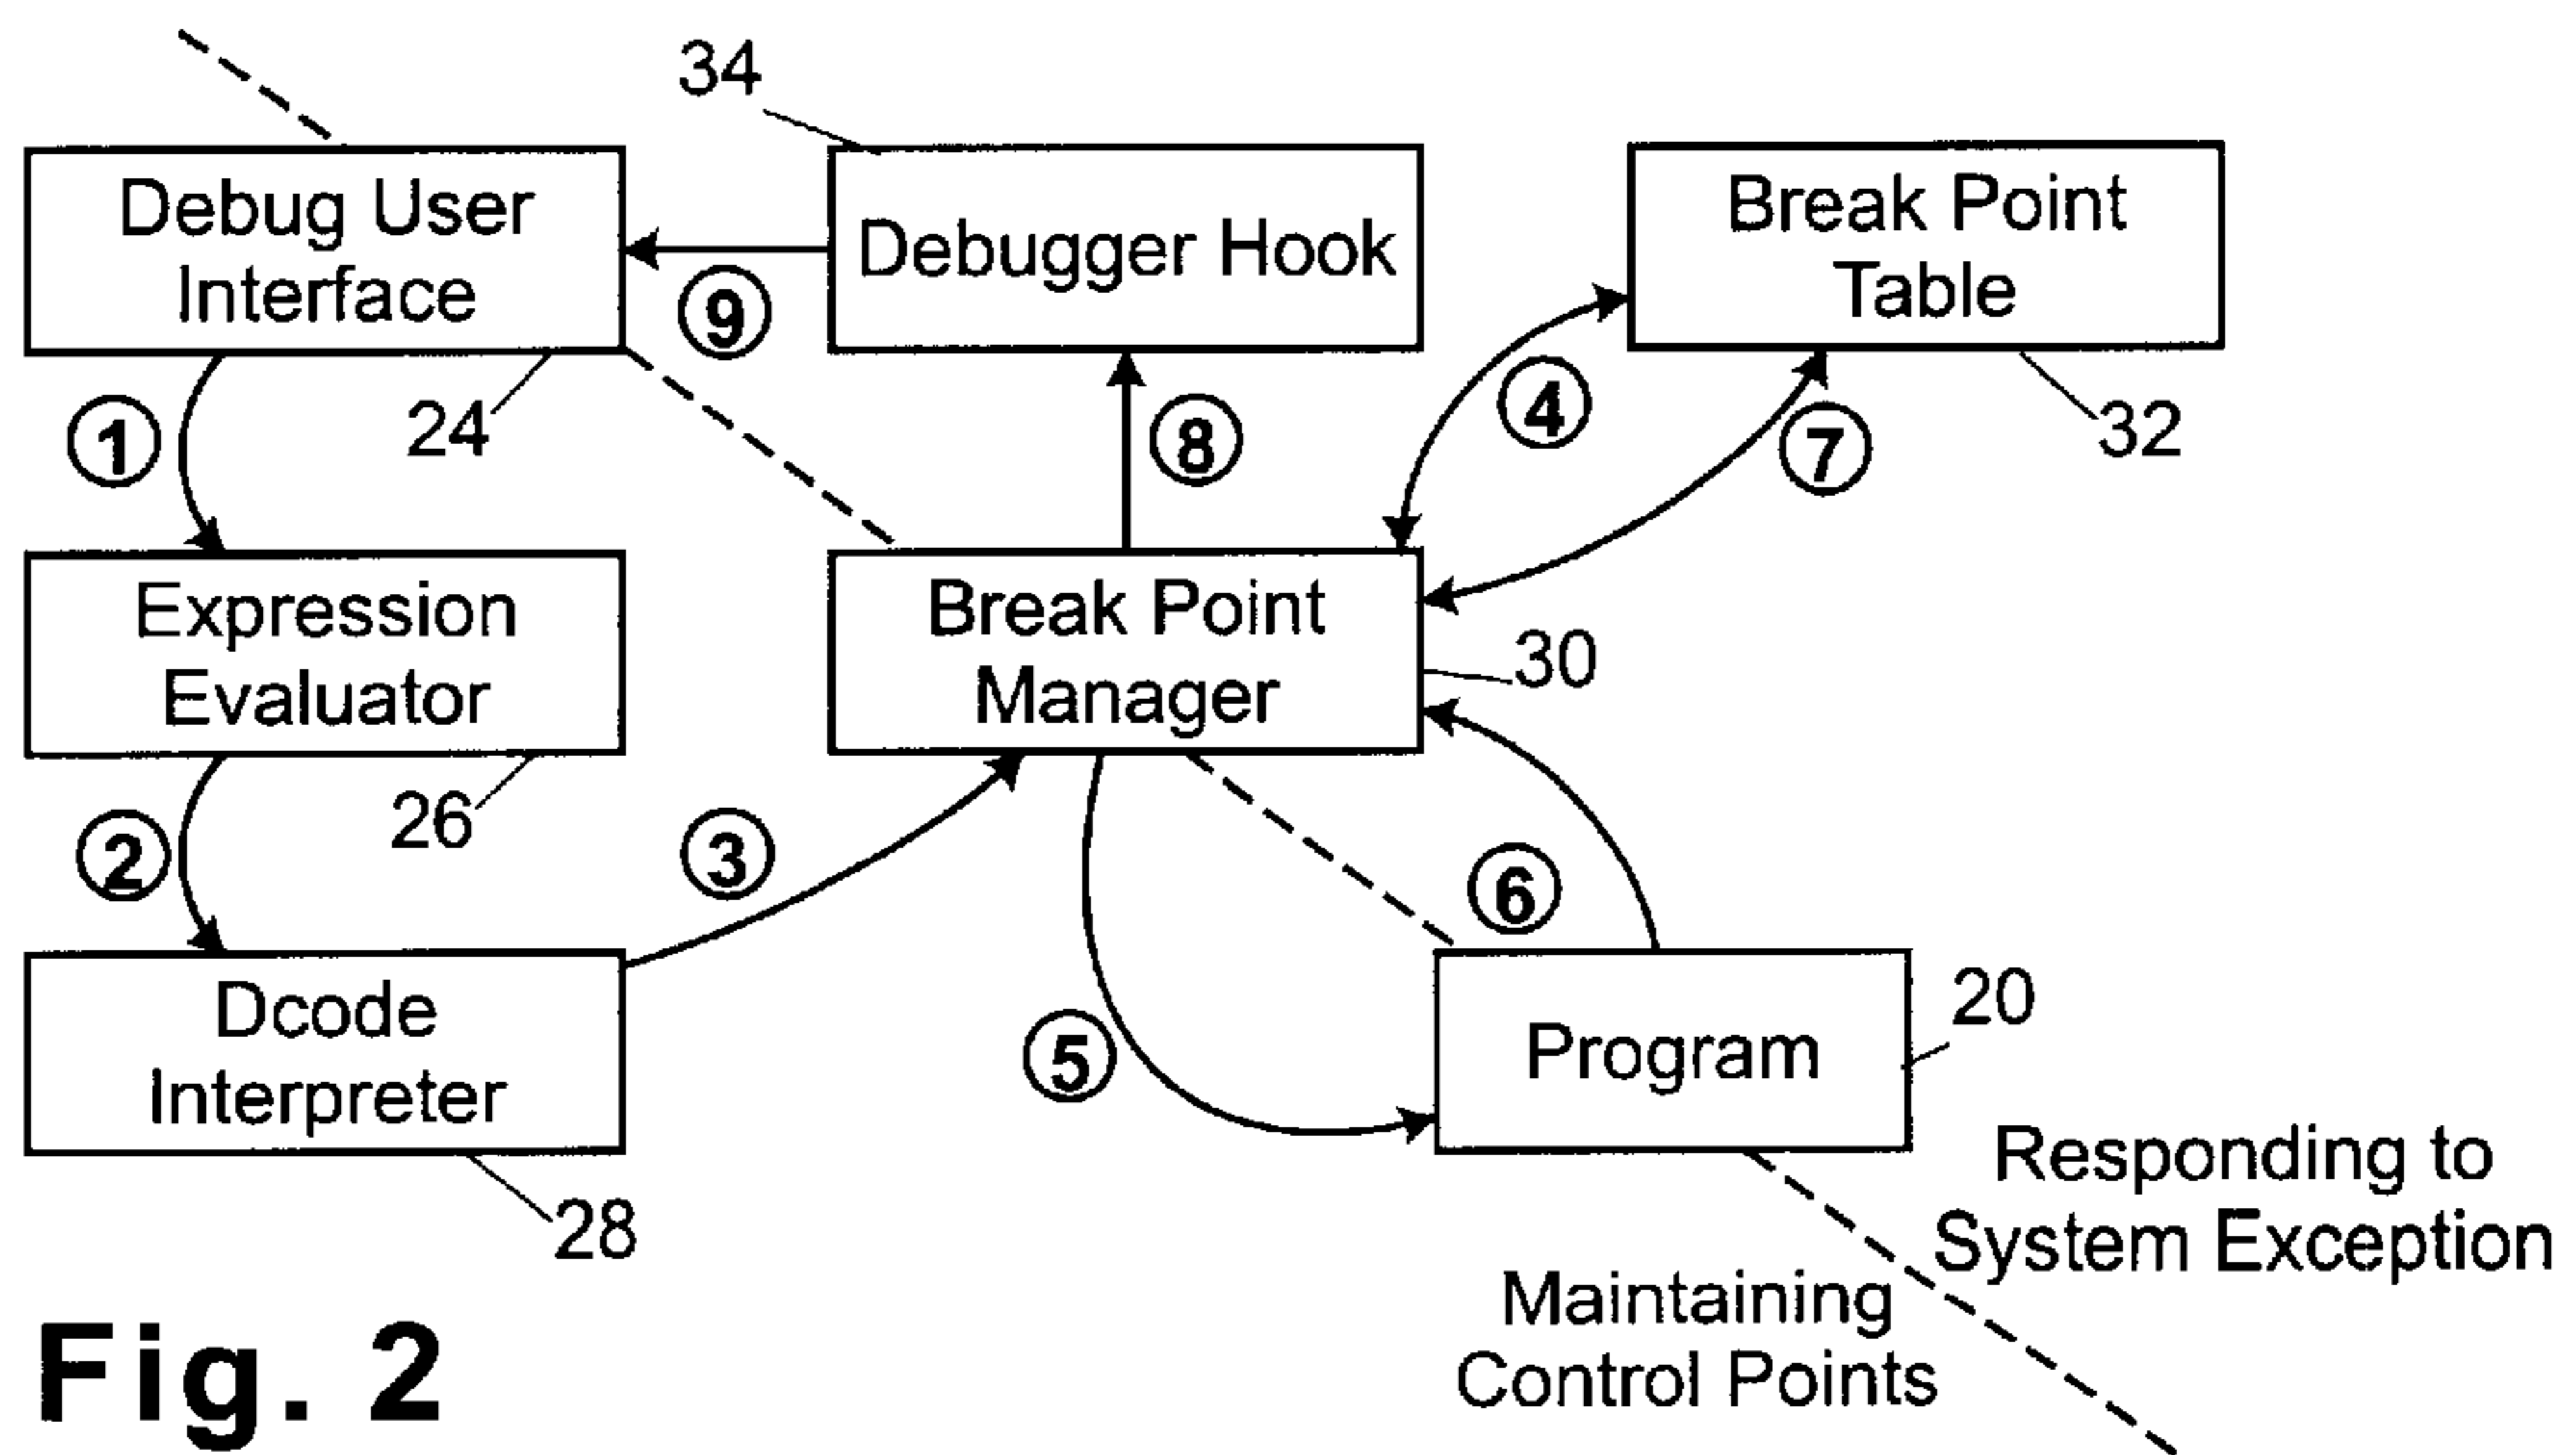 34
Debug User
Interface
Debugger Hook
Break Point
Table
9
4
1
24
8
7
32
Expression
Evaluator
Break Point
Manager
30
26
2
3
6
Dcode
Interpreter
5
Program
20
28
Responding to
System Exception
Maintaining
Control Points
Fig. 2